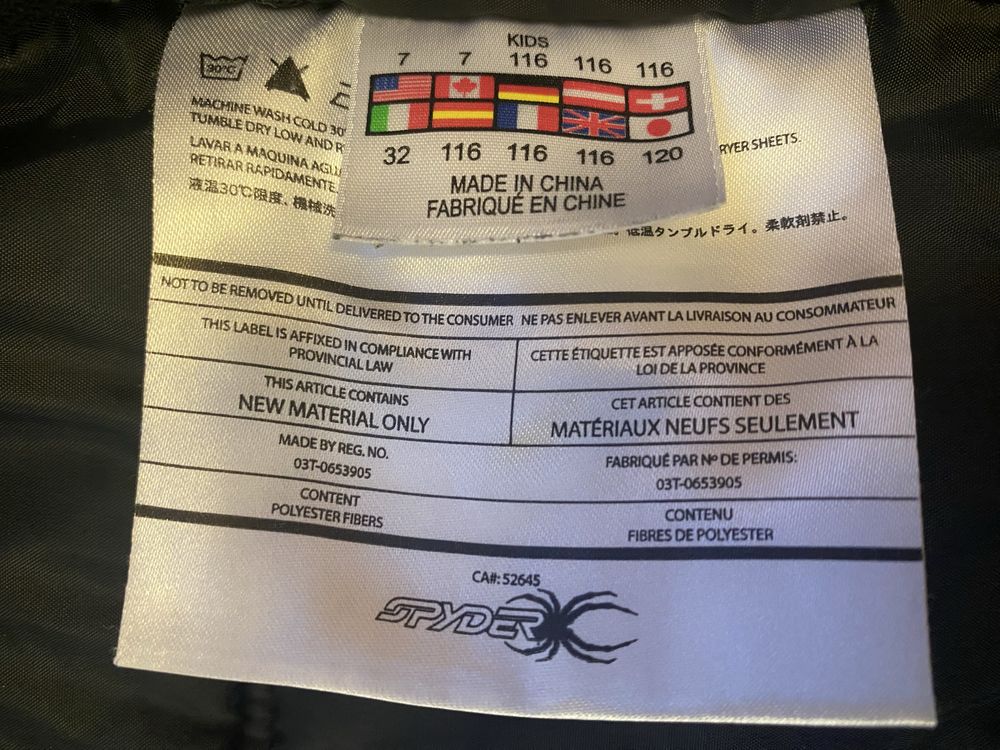 KIDS
7 7 116 116 116
32 116 116 116 120
MADE IN CHINA
FABRIQUÉ EN CHINE
30°C
MACHINE WASH COLD 30°
TUMBLE DRY LOW AND
RYER SHEETS.
LAVAR A MAQUINA
RETIRAR RAPIDAMENTE.
液温30℃限度、機械洗
低温タンブルドライ。柔軟剤禁止。
NOT TO BE REMOVED UNTIL DELIVERED TO THE CONSUMER
NE PAS ENLEVER AVANT LA LIVRAISON AU CONSOMMATEUR
THIS LABEL IS AFFIXED IN COMPLIANCE WITH
PROVINCIAL LAW
CETTE ÉTIQUETTE EST APPOSÉE CONFORMÉMENT À LA
LOI DE LA PROVINCE
THIS ARTICLE CONTAINS
NEW MATERIAL ONLY
CET ARTICLE CONTIENT DES
MATÉRIAUX NEUFS SEULEMENT
MADE BY REG. NO.
03T-0653905
FABRIQUÉ PAR Nº DE PERMIS:
03T-0653905
CONTENT
POLYESTER FIBERS
CONTENU
FIBRES DE POLYESTER
CA#: 52645
SPYDER